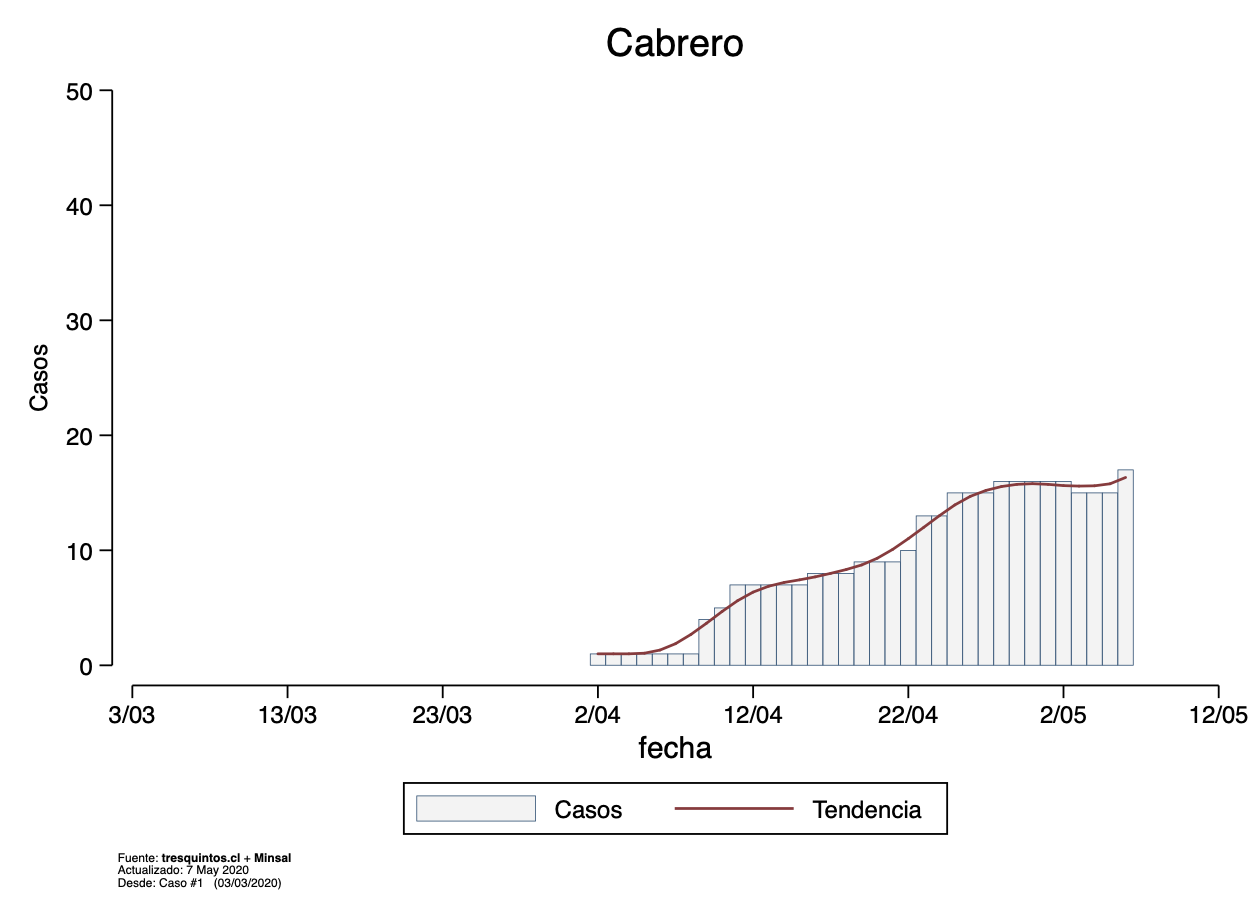 Cabrero
50
40
30
20
10
0
Casos
3/03 13/03 23/03 2/04 12/04 22/04 2/05 12/05
fecha
Casos Tendencia
Fuente: tresquintos.cl + Minsal
Actualizado: 7 May 2020
Desde: Caso #1 (03/03/2020)